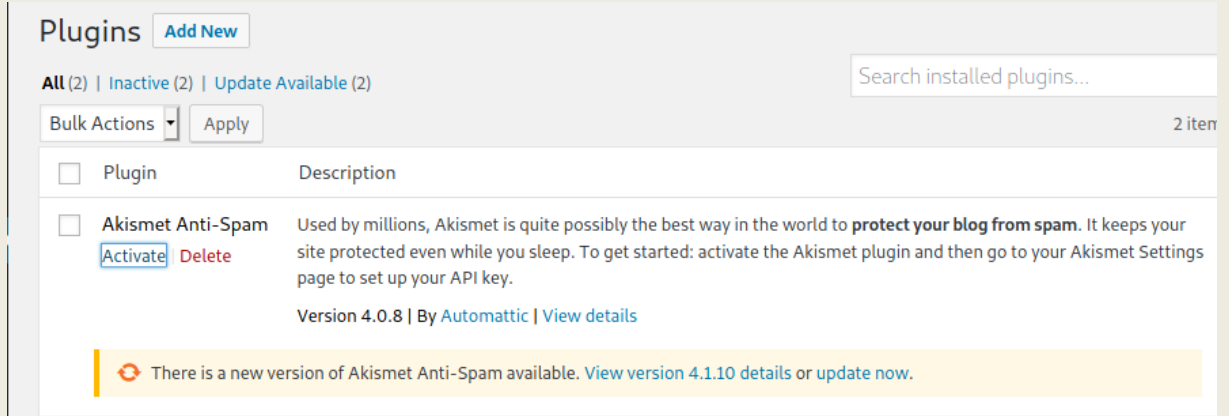 Plugins Add New
All (2) | Inactive (2) | Update Available (2)
Search installed plugins...
Bulk Actions Apply
2 item
Plugin Description
Akismet Anti-Spam
Activate | Delete
Used by millions, Akismet is quite possibly the best way in the world to protect your blog from spam. It keeps your
site protected even while you sleep. To get started: activate the Akismet plugin and then go to your Akismet Settings
page to set up your API key.
Version 4.0.8 | By Automattic | View details
There is a new version of Akismet Anti-Spam available. View version 4.1.10 details or update now.